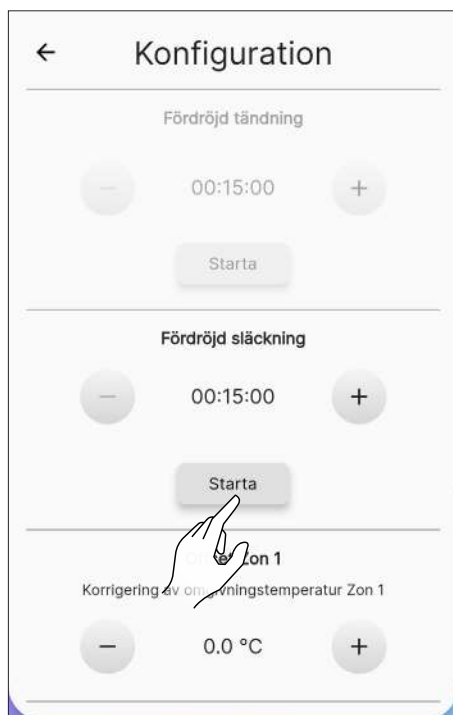 Konfiguration
Fördröjd tändning
− 00:15:00 +
Starta
Fördröjd släckning
− 00:15:00 +
Starta
Zon 1
Korrigering av omgivningstemperatur Zon 1
− 0.0 °C +